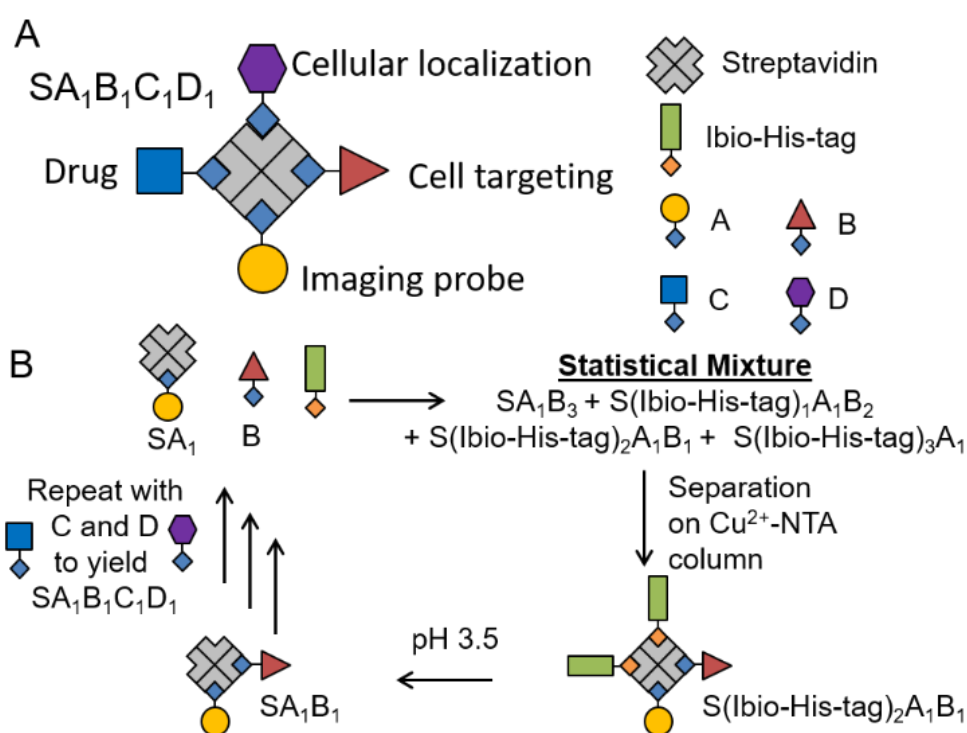 A
SA₁B₁C₁D₁
Cellular localization
Drug
Cell targeting
Imaging probe
Streptavidin
Ibio-His-tag
A
B
C
D
B
SA₁
B
Statistical Mixture
SA₁B₃ + S(Ibio-His-tag)₁A₁B₂
+ S(Ibio-His-tag)₂A₁B₁ + S(Ibio-His-tag)₃A₁
Repeat with
C and D
to yield
SA₁B₁C₁D₁
Separation
on Cu²⁺-NTA
column
pH 3.5
SA₁B₁
S(Ibio-His-tag)₂A₁B₁